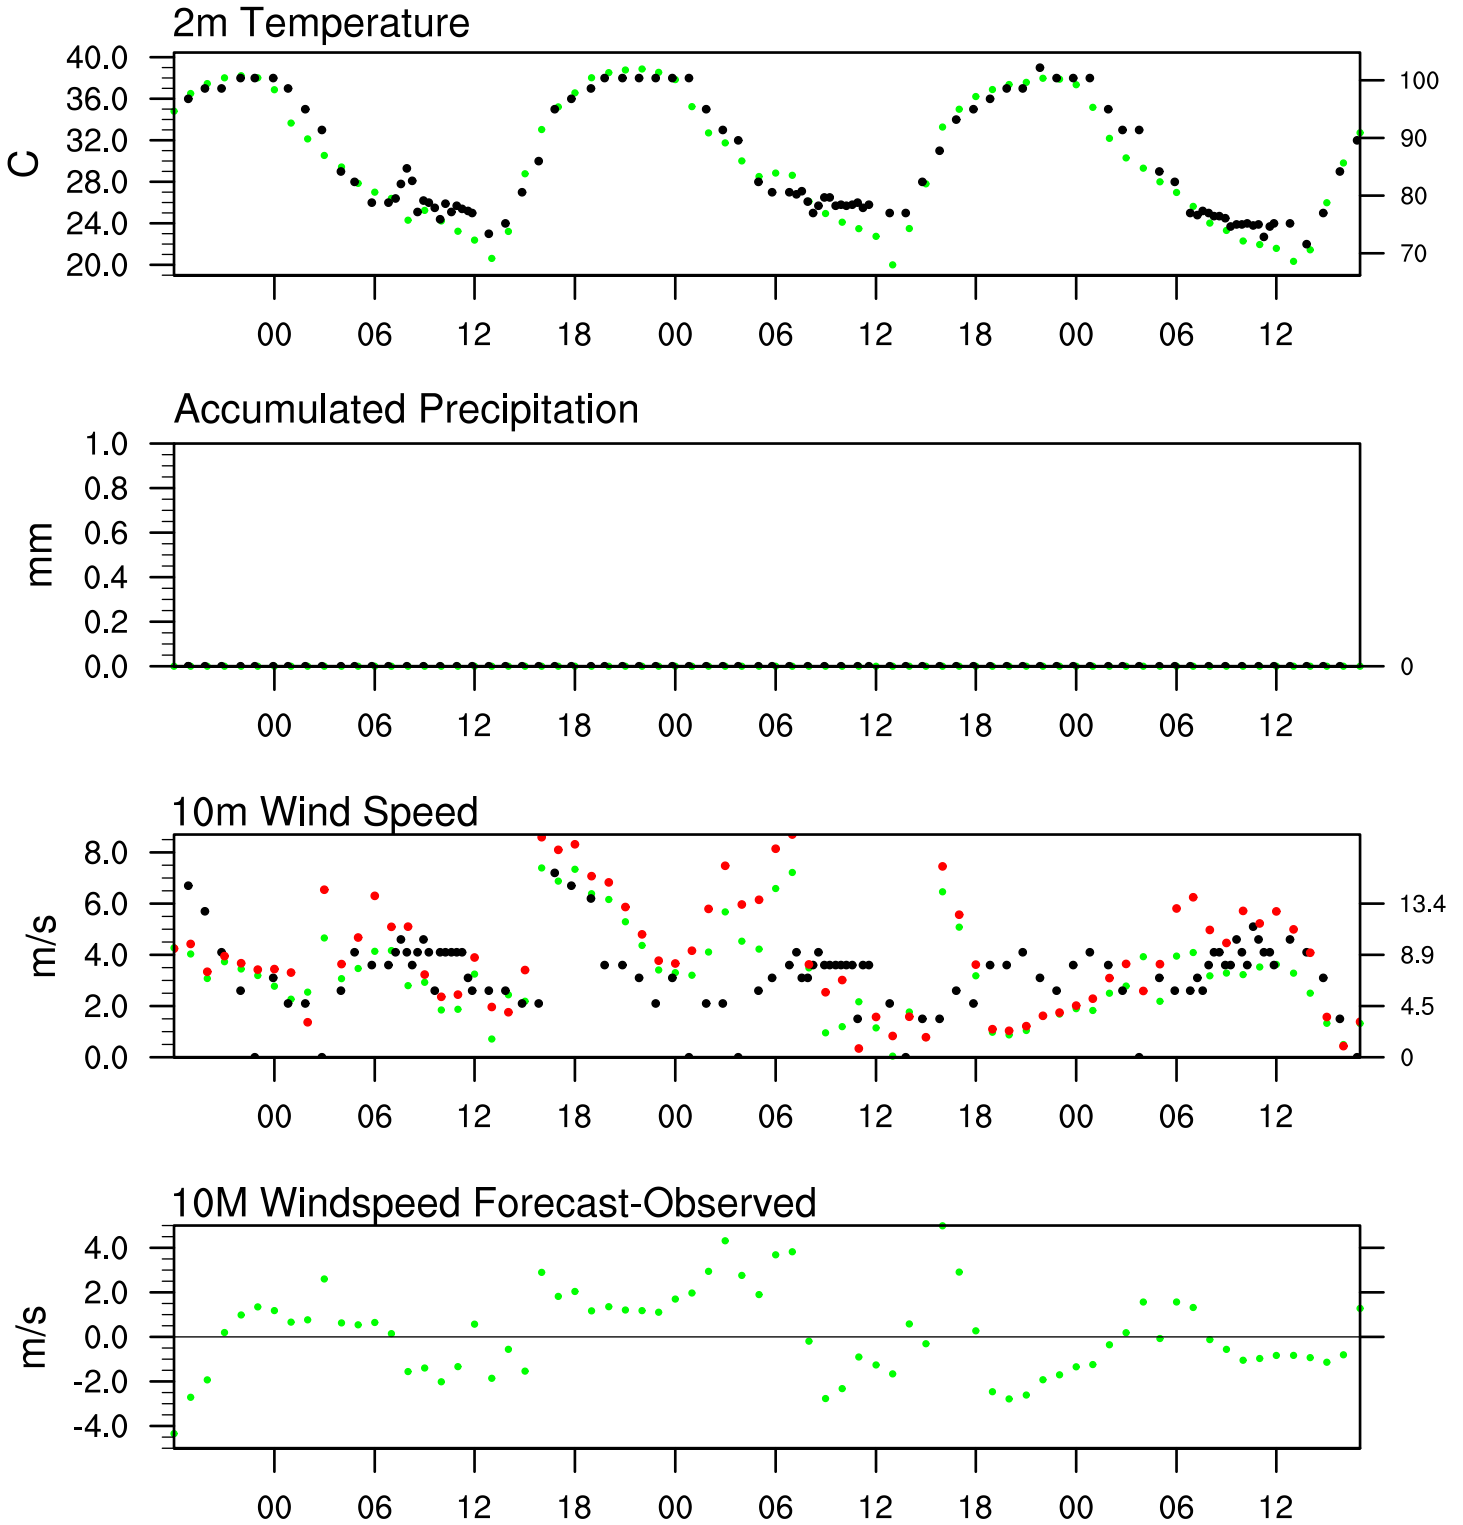 2m Temperature
40.0
36.0
32.0
28.0
24.0
20.0
C
100
90
80
70
00 06 12 18 00 06 12 18 00 06 12
Accumulated Precipitation
1.0
0.8
0.6
0.4
0.2
0.0
mm
0
00 06 12 18 00 06 12 18 00 06 12
10m Wind Speed
8.0
6.0
4.0
2.0
0.0
m/s
13.4
8.9
4.5
0
00 06 12 18 00 06 12 18 00 06 12
10M Windspeed Forecast-Observed
4.0
2.0
0.0
-2.0
-4.0
m/s
00 06 12 18 00 06 12 18 00 06 12